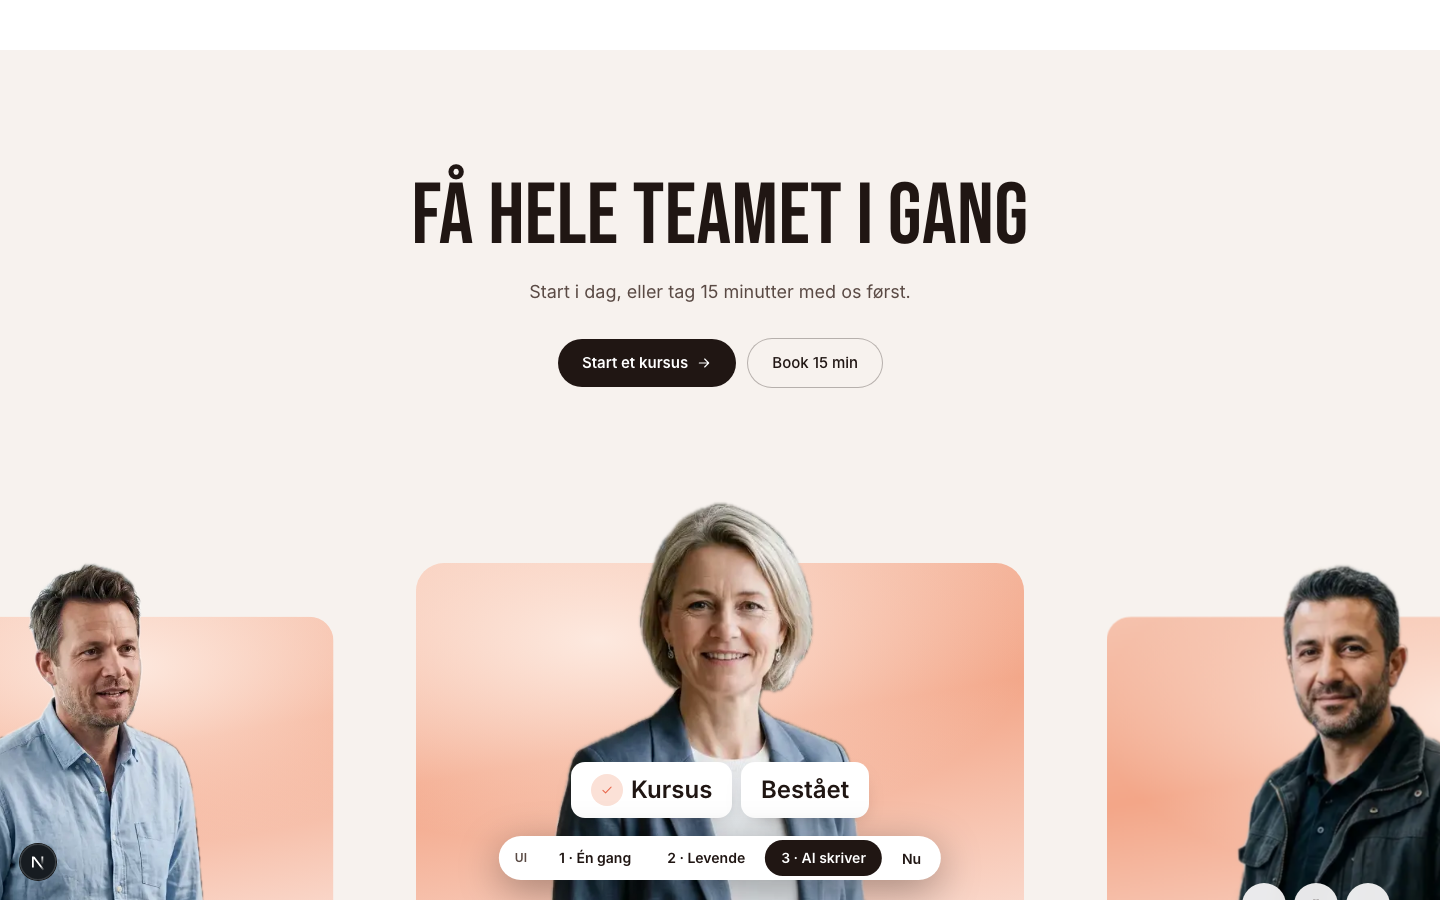 FÅ HELE TEAMET I GANG
Start i dag, eller tag 15 minutter med os først.
Start et kursus →
Book 15 min
Kursus
Bestået
UI
1 · Én gang
2 · Levende
3 · AI skriver
Nu
N